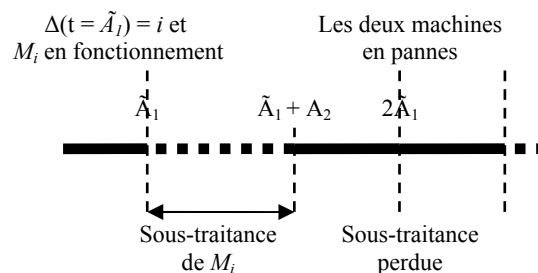 Δ(t = Ã₁) = i et
Mᵢ en fonctionnement
Les deux machines
en pannes
Ã₁
Ã₁ + A₂
2Ã₁
Sous-traitance
de Mᵢ
Sous-traitance
perdue